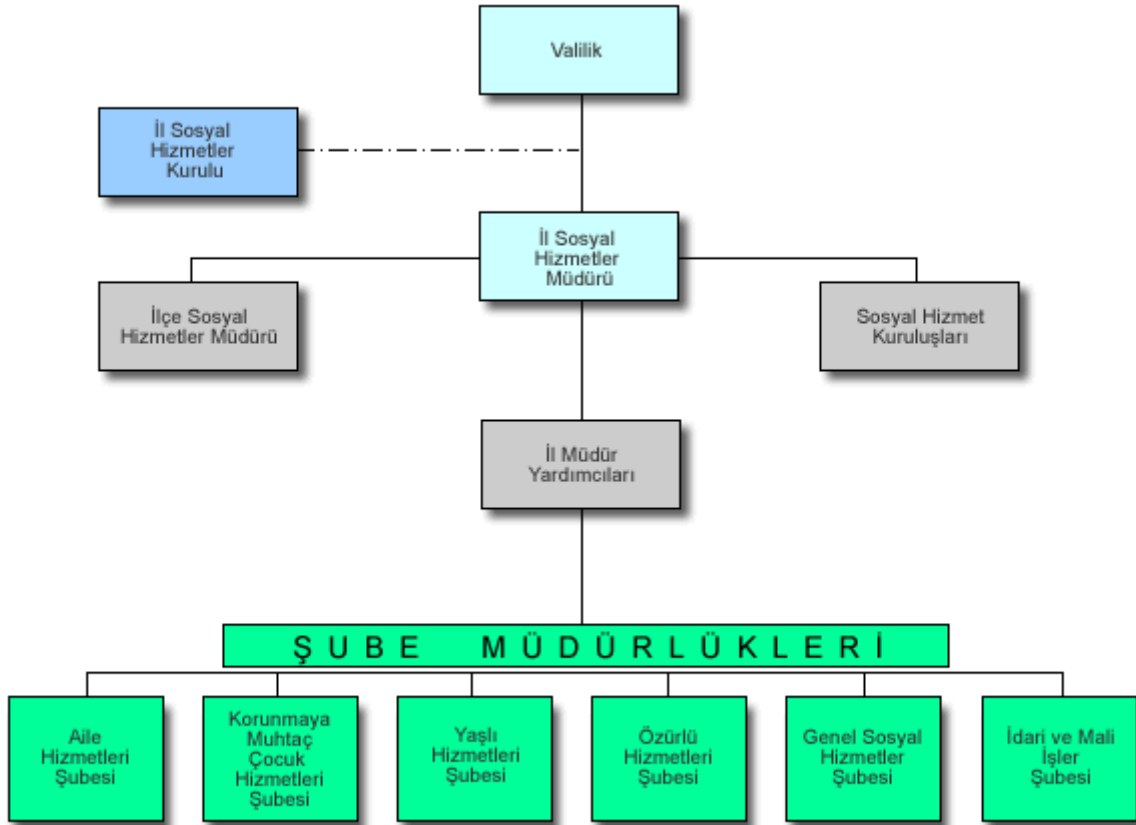 Valilik
İl Sosyal
Hizmetler
Kurulu
İl Sosyal
Hizmetler
Müdürü
İlçe Sosyal
Hizmetler Müdürü
Sosyal Hizmet
Kuruluşları
İl Müdür
Yardımcıları
ŞUBE MÜDÜRLÜKLERİ
Aile
Hizmetleri
Şubesi
Korunmaya
Muhtaç
Çocuk
Hizmetleri
Şubesi
Yaşlı
Hizmetleri
Şubesi
Özürlü
Hizmetleri
Şubesi
Genel Sosyal
Hizmetler
Şubesi
İdari ve Mali
İşler
Şubesi